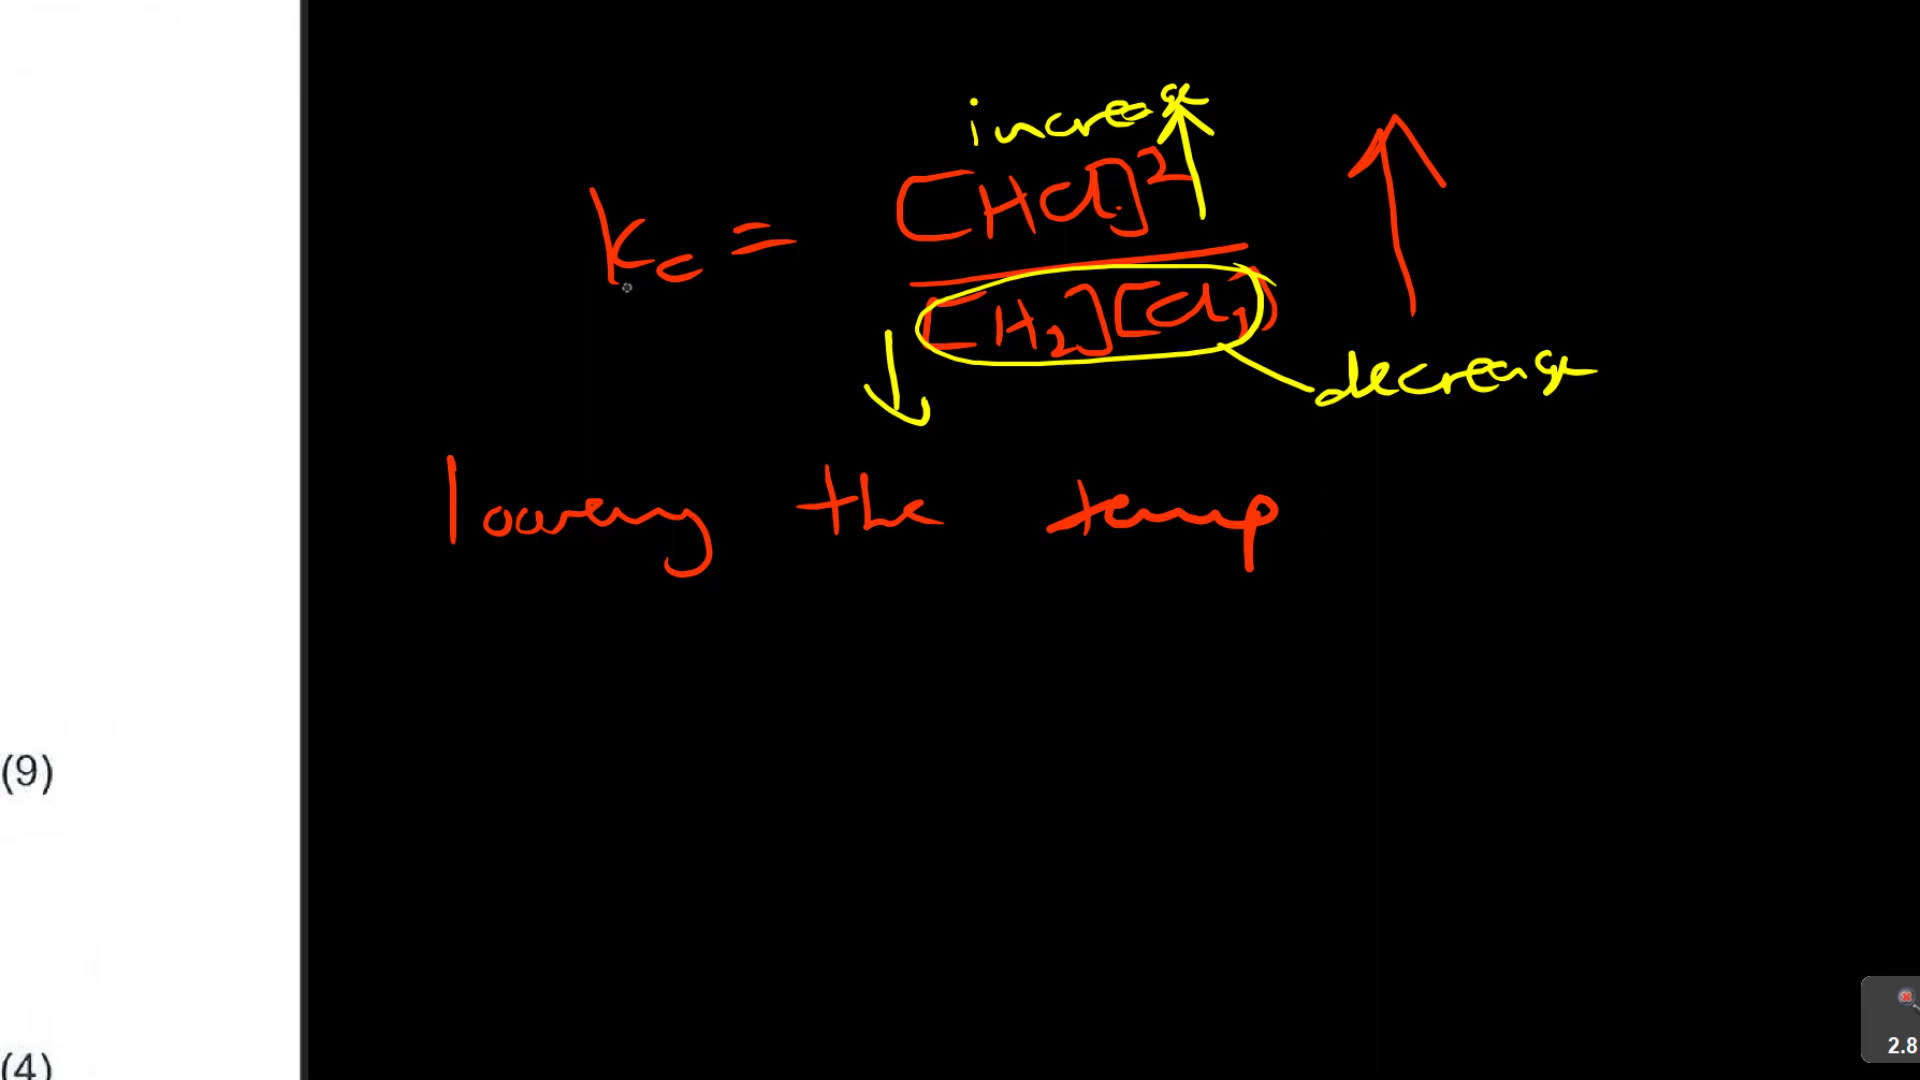 increase
kc = [HCl]²
[H₂][Cl₂]
decrease
lowering the temp
(9)
(4)
2.8